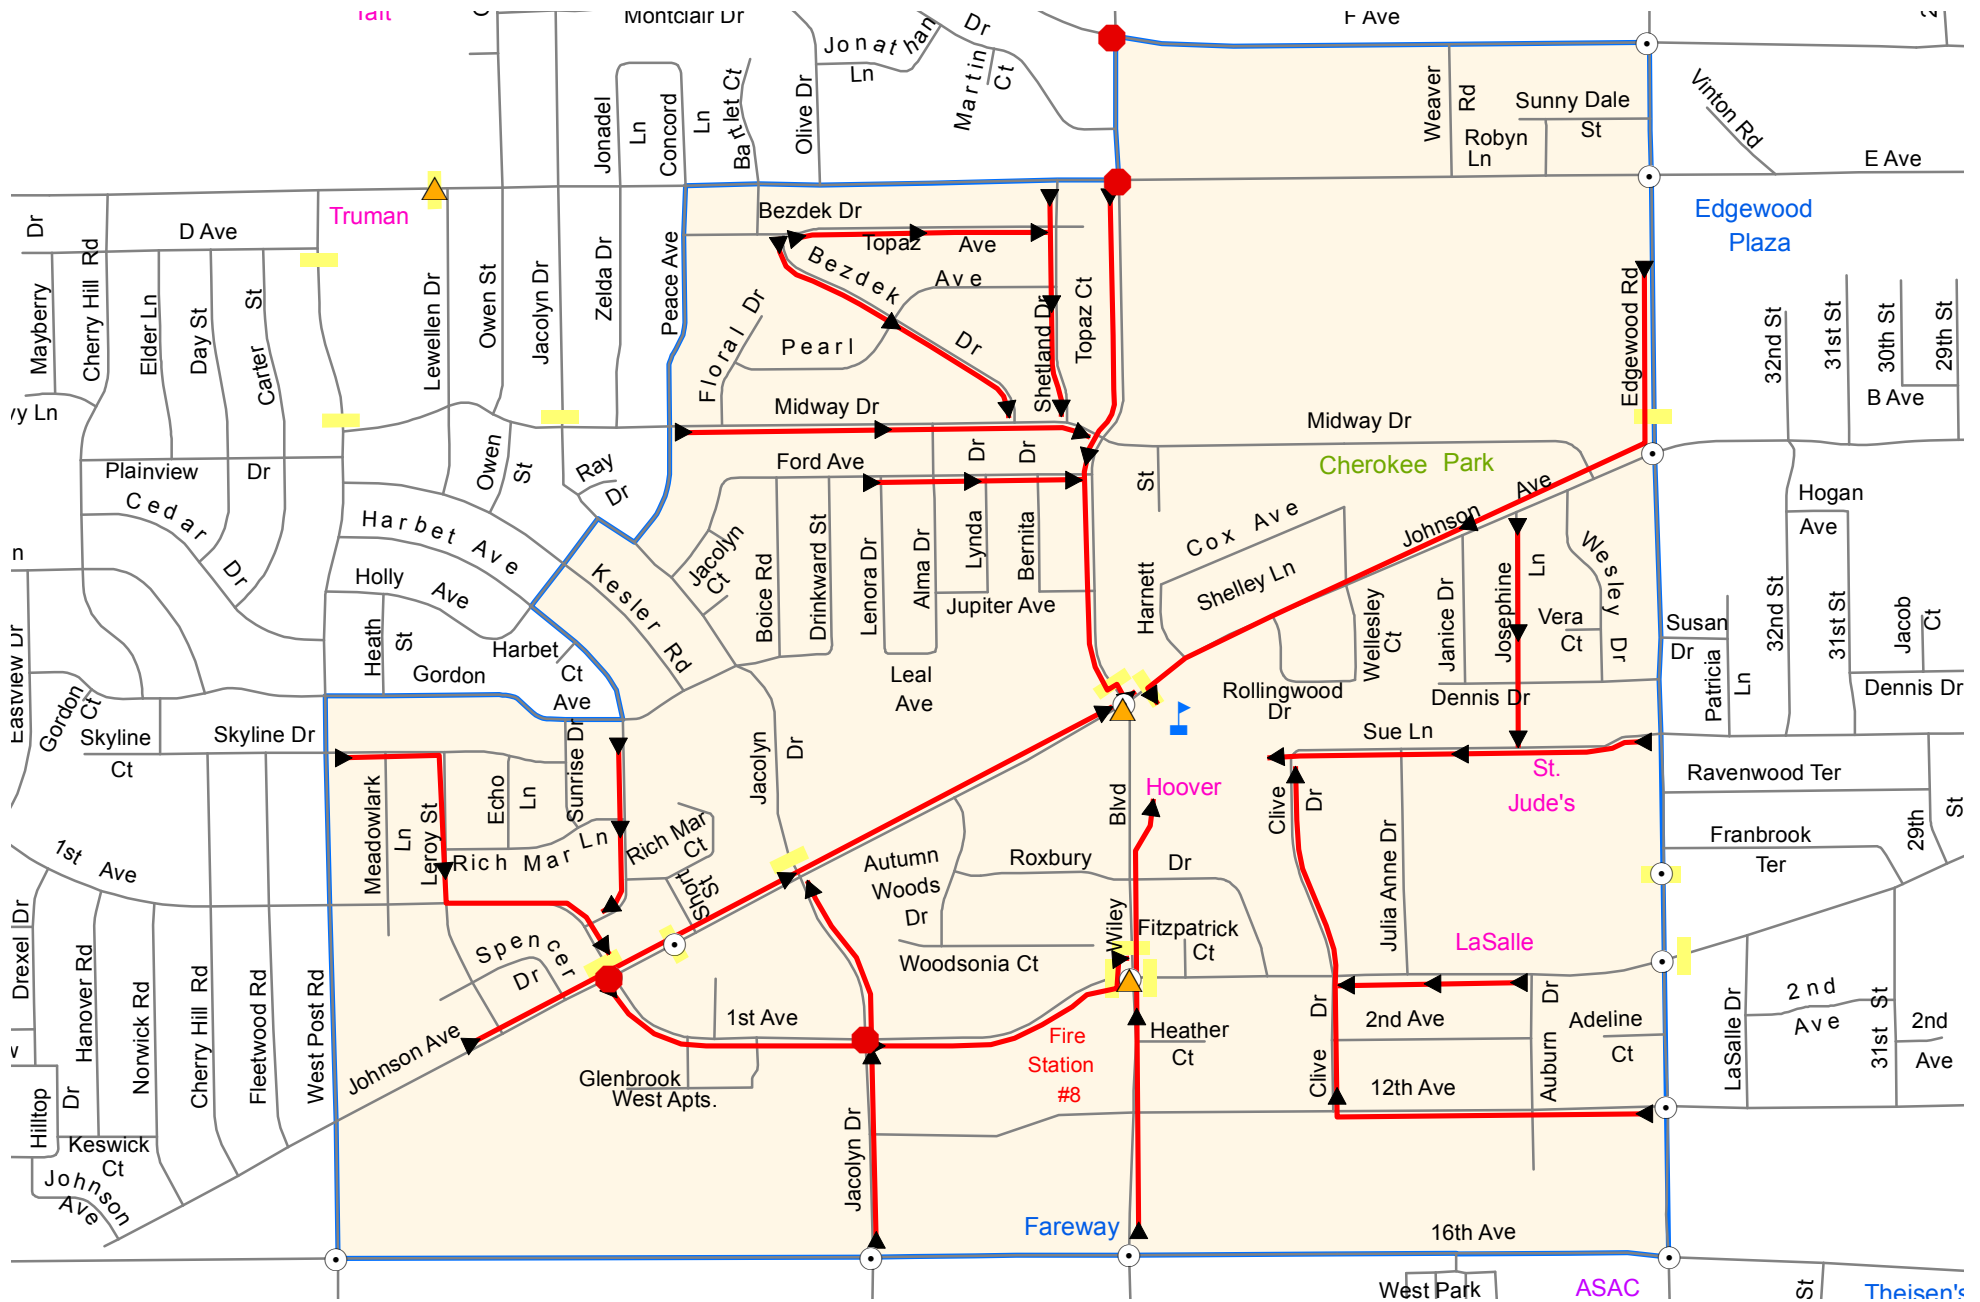 Taft
Montclair Dr
F Ave
Jonathan
Ln
Dr
Martin
Ct
Olive Dr
Bartlet Ct
Concord
Ln
Jonadel
Ln
Weaver
Rd
Sunny Dale
St
Robyn
Ln
Vinton Rd
E Ave
Truman
D Ave
Dr
Mayberry
Cherry Hill Rd
Elder Ln
Day St
Carter
St
Lewellen Dr
Owen St
Jacolyn Dr
Zelda Dr
Peace Ave
Bezdek Dr
Topaz
Ave
Bezdek
Dr
Ave
Floral Dr
Pearl
Shetland Dr
Topaz Ct
Edgewood
Plaza
Edgewood Rd
32nd St
31st St
30th St
29th St
B Ave
vy Ln
Midway Dr
Midway Dr
Cherokee Park
Plainview
Dr
Cedar
Dr
Owen
St
Ray
Dr
Ford Ave
Dr
Dr
St
Harbet Ave
Holly
Ave
Heath
St
Gordon
Harbet
Ct
Ave
Kesler Rd
Jacolyn
Ct
Boice Rd
Drinkward St
Lenora Dr
Alma Dr
Lynda
Bernita
Jupiter Ave
Leal
Ave
Harnett
Cox Ave
Shelley Ln
Johnson
Ave
Wellesley
Ct
Janice Dr
Josephine
Ln
Wesley Dr
Vera
Ct
Dennis Dr
Rollingwood
Dr
Hogan
Ave
Susan
Dr
Patricia
Ln
32nd St
31st St
Jacob
Ct
Dennis Dr
n
Eastview Dr
Gordon
Ct
Skyline
Ct
Skyline Dr
Sunrise Dr
Meadowlark
Ln
Leroy St
Echo
Ln
Rich Mar Ln
Rich Mar
Ct
Short
St
Jacolyn
Dr
Sue Ln
St.
Jude's
Hoover
Blvd
Wiley
Clive
Dr
Julia Anne Dr
LaSalle
Ravenwood Ter
Franbrook
Ter
29th
St
1st Ave
Autumn
Woods
Dr
Roxbury
Dr
Fitzpatrick
Ct
Woodsonia Ct
Spencer
Dr
Drexel Dr
Hanover Rd
Norwick Rd
Cherry Hill Rd
Fleetwood Rd
West Post Rd
Johnson Ave
1st Ave
Glenbrook
West Apts.
Fire
Station
#8
Heather
Ct
Clive
Dr
2nd Ave
12th Ave
Auburn
Dr
Adeline
Ct
LaSalle Dr
2nd
Ave
31st St
2nd
Ave
Hilltop
Dr
Keswick
Ct
Johnson
Ave
Jacolyn Dr
Fareway
16th Ave
West Park
ASAC
St
Theisen's